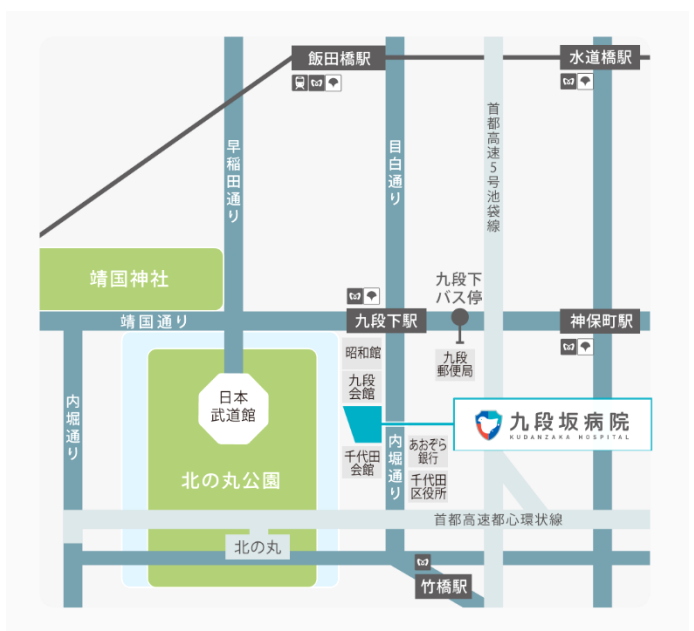 飯田橋駅
水道橋駅
首都高速5号池袋線
早稲田通り
目白通り
靖国神社
九段下
バス停
靖国通り
九段下駅
神保町駅
昭和館
九段
郵便局
九段
会館
日本
武道館
内堀通り
九段坂病院
KUDANZAKA HOSPITAL
あおぞら
銀行
千代田
会館
内堀通り
北の丸公園
千代田
区役所
首都高速都心環状線
北の丸
竹橋駅